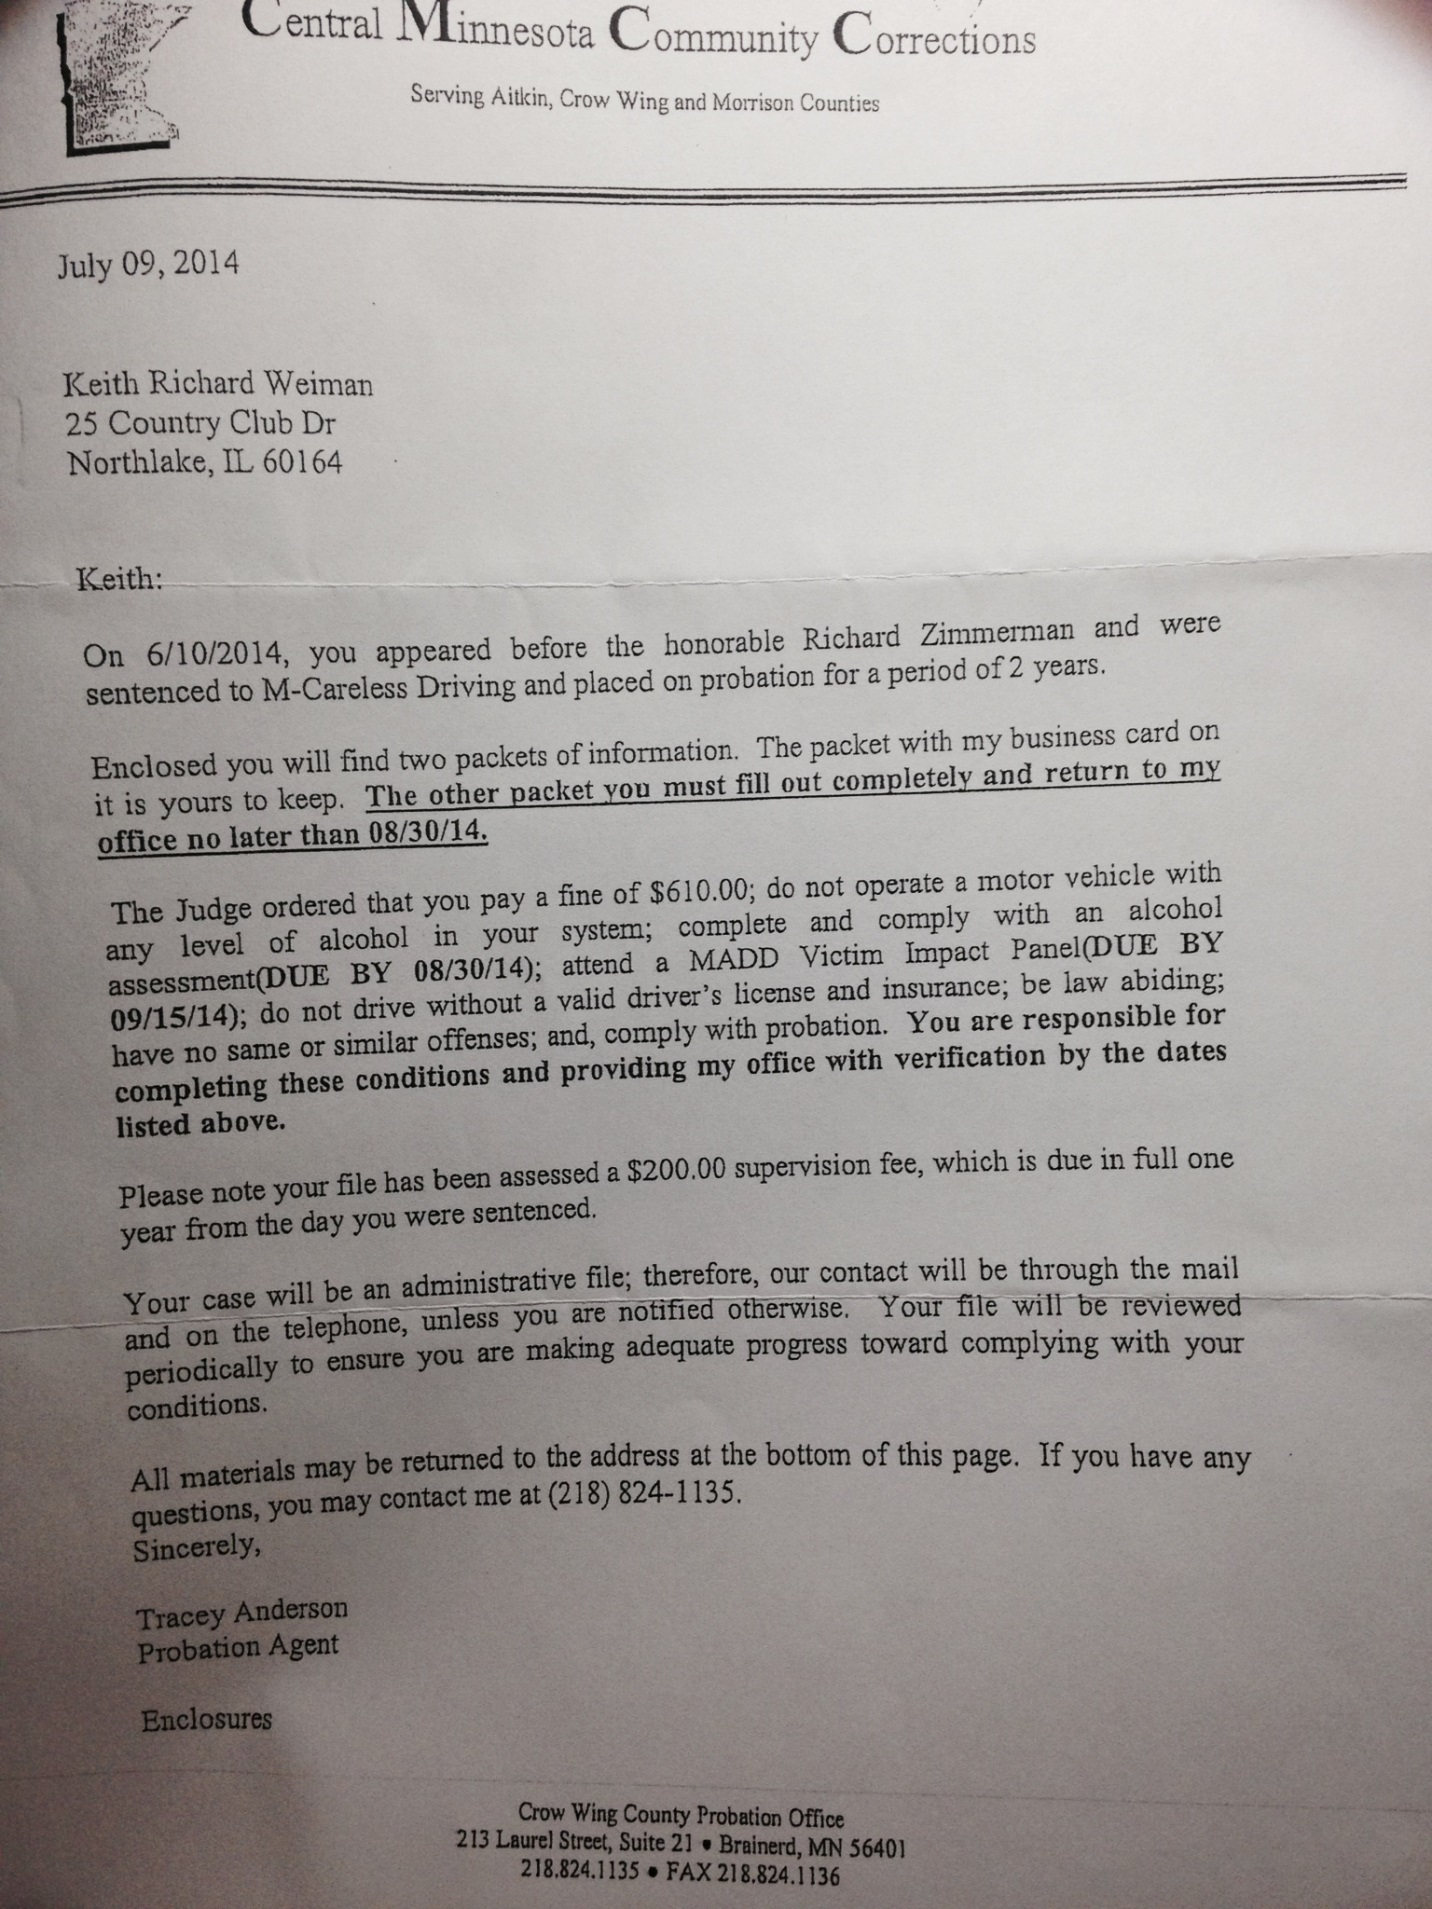 Central Minnesota Community Corrections
Serving Aitkin, Crow Wing and Morrison Counties
July 09, 2014
Keith Richard Weiman
25 Country Club Dr
Northlake, IL 60164
Keith:
On 6/10/2014, you appeared before the honorable Richard Zimmerman and were
sentenced to M-Careless Driving and placed on probation for a period of 2 years.
Enclosed you will find two packets of information. The packet with my business card on
it is yours to keep. The other packet you must fill out completely and return to my
office no later than 08/30/14.
The Judge ordered that you pay a fine of $610.00; do not operate a motor vehicle with
any level of alcohol in your system; complete and comply with an alcohol
assessment(DUE BY 08/30/14); attend a MADD Victim Impact Panel(DUE BY
09/15/14); do not drive without a valid driver's license and insurance; be law abiding;
have no same or similar offenses; and, comply with probation. You are responsible for
completing these conditions and providing my office with verification by the dates
listed above.
Please note your file has been assessed a $200.00 supervision fee, which is due in full one
year from the day you were sentenced.
Your case will be an administrative file; therefore, our contact will be through the mail
and on the telephone, unless you are notified otherwise. Your file will be reviewed
periodically to ensure you are making adequate progress toward complying with your
conditions.
All materials may be returned to the address at the bottom of this page. If you have any
questions, you may contact me at (218) 824-1135.
Sincerely,
Tracey Anderson
Probation Agent
Enclosures
Crow Wing County Probation Office
213 Laurel Street, Suite 21 • Brainerd, MN 56401
218.824.1135 • FAX 218.824.1136